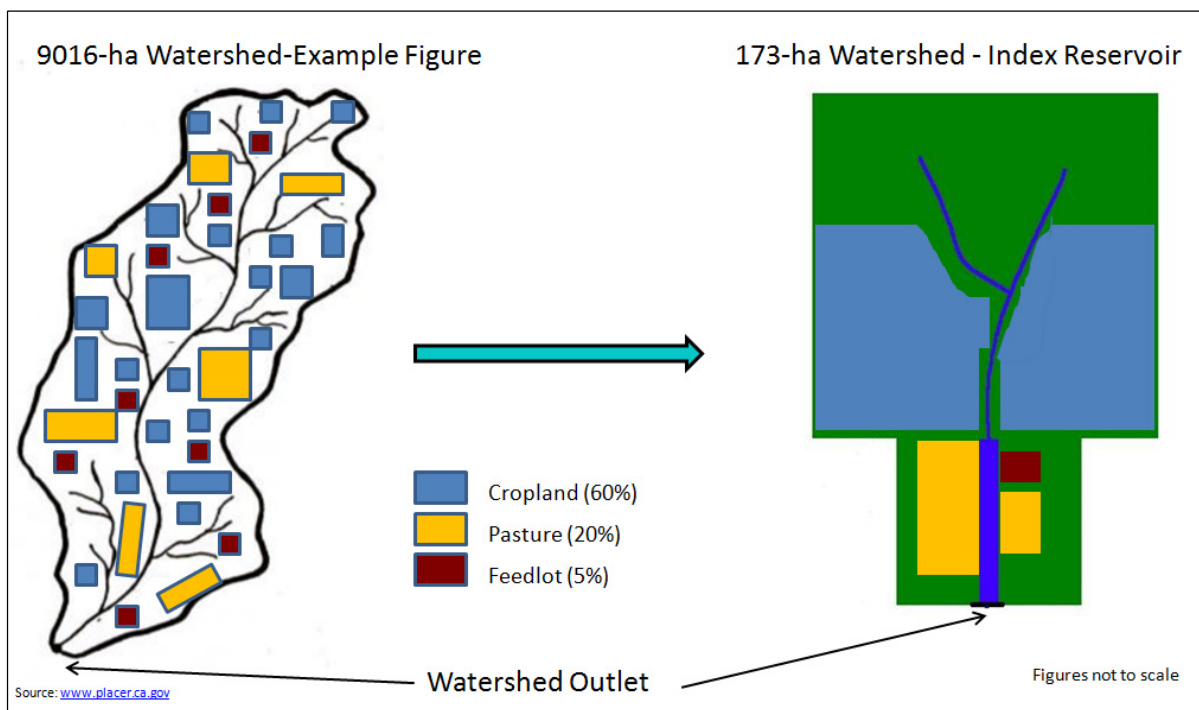 9016-ha Watershed-Example Figure
173-ha Watershed - Index Reservoir
Cropland (60%)
Pasture (20%)
Feedlot (5%)
Watershed Outlet
Figures not to scale
Source: www.placer.ca.gov